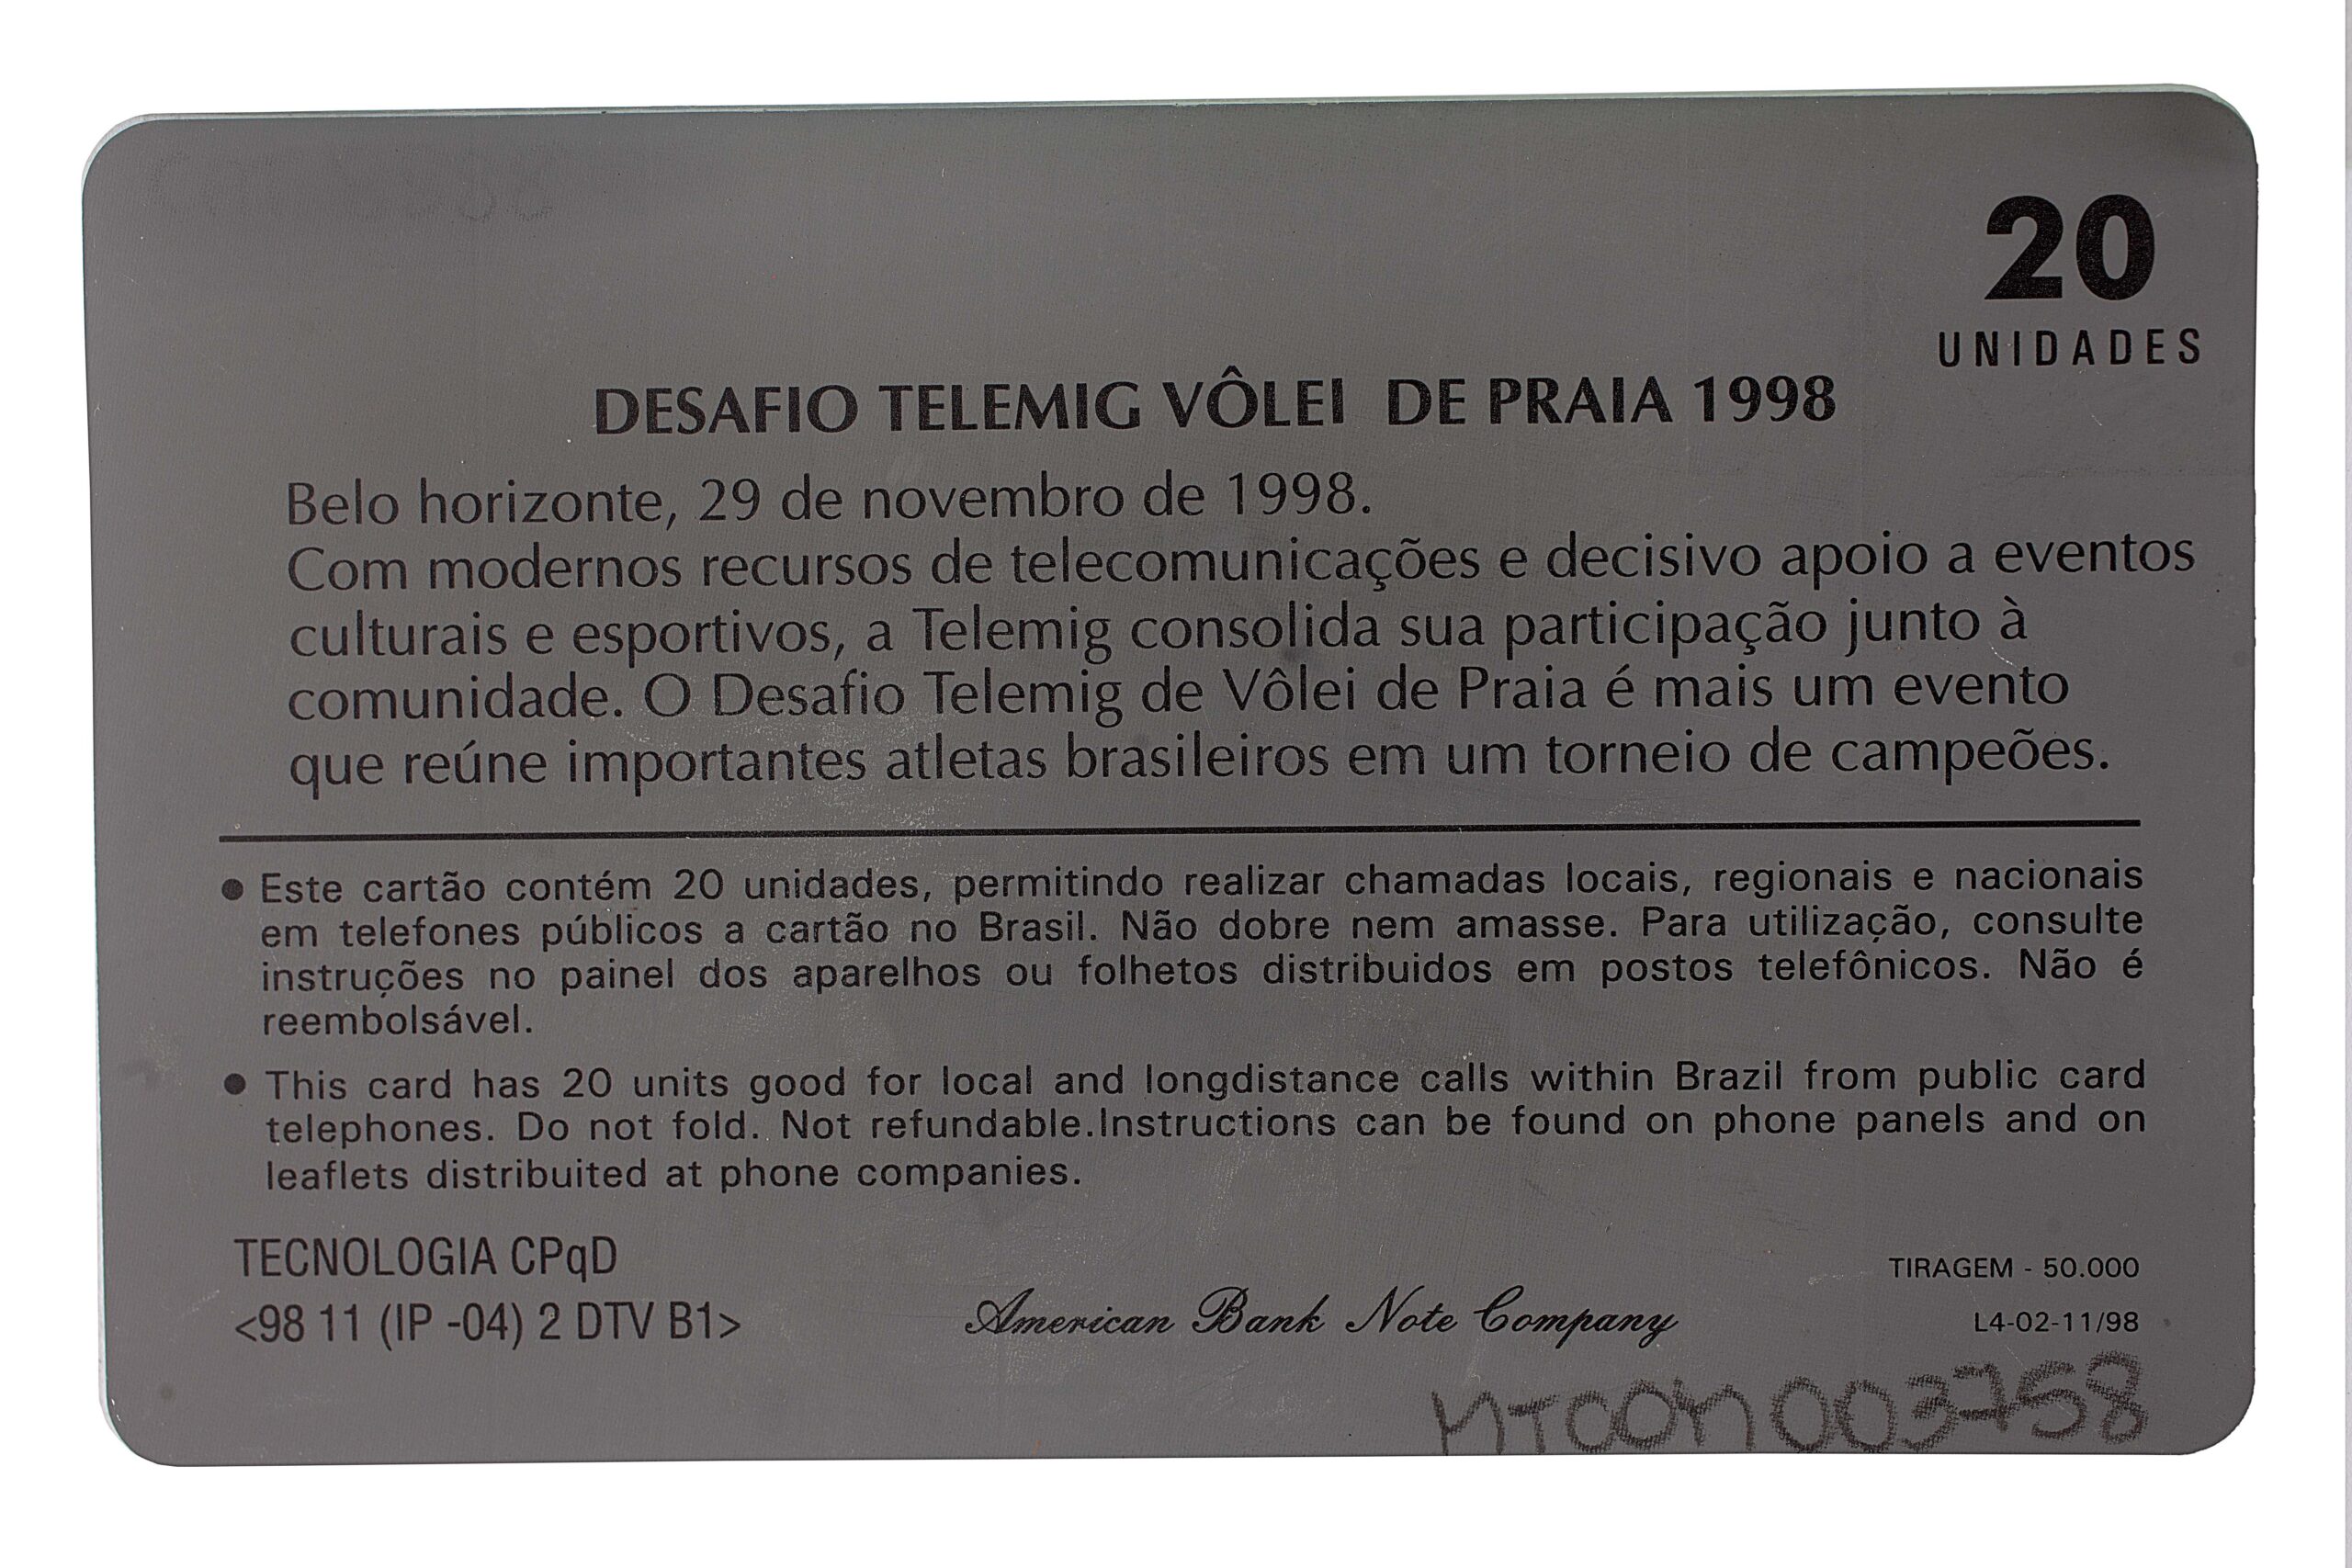 20
UNIDADES
DESAFIO TELEMIG VÔLEI DE PRAIA 1998
Belo horizonte, 29 de novembro de 1998.
Com modernos recursos de telecomunicações e decisivo apoio a eventos
culturais e esportivos, a Telemig consolida sua participação junto à
comunidade. O Desafio Telemig de Vôlei de Praia é mais um evento
que reúne importantes atletas brasileiros em um torneio de campeões.
● Este cartão contém 20 unidades, permitindo realizar chamadas locais, regionais e nacionais
em telefones públicos a cartão no Brasil. Não dobre nem amasse. Para utilização, consulte
instruções no painel dos aparelhos ou folhetos distribuidos em postos telefônicos. Não é
reembolsável.
● This card has 20 units good for local and longdistance calls within Brazil from public card
telephones. Do not fold. Not refundable.Instructions can be found on phone panels and on
leaflets distribuited at phone companies.
TECNOLOGIA CPqD
<98 11 (IP -04) 2 DTV B1>
American Bank Note Company
TIRAGEM - 50.000
L4-02-11/98
MTCOM003758